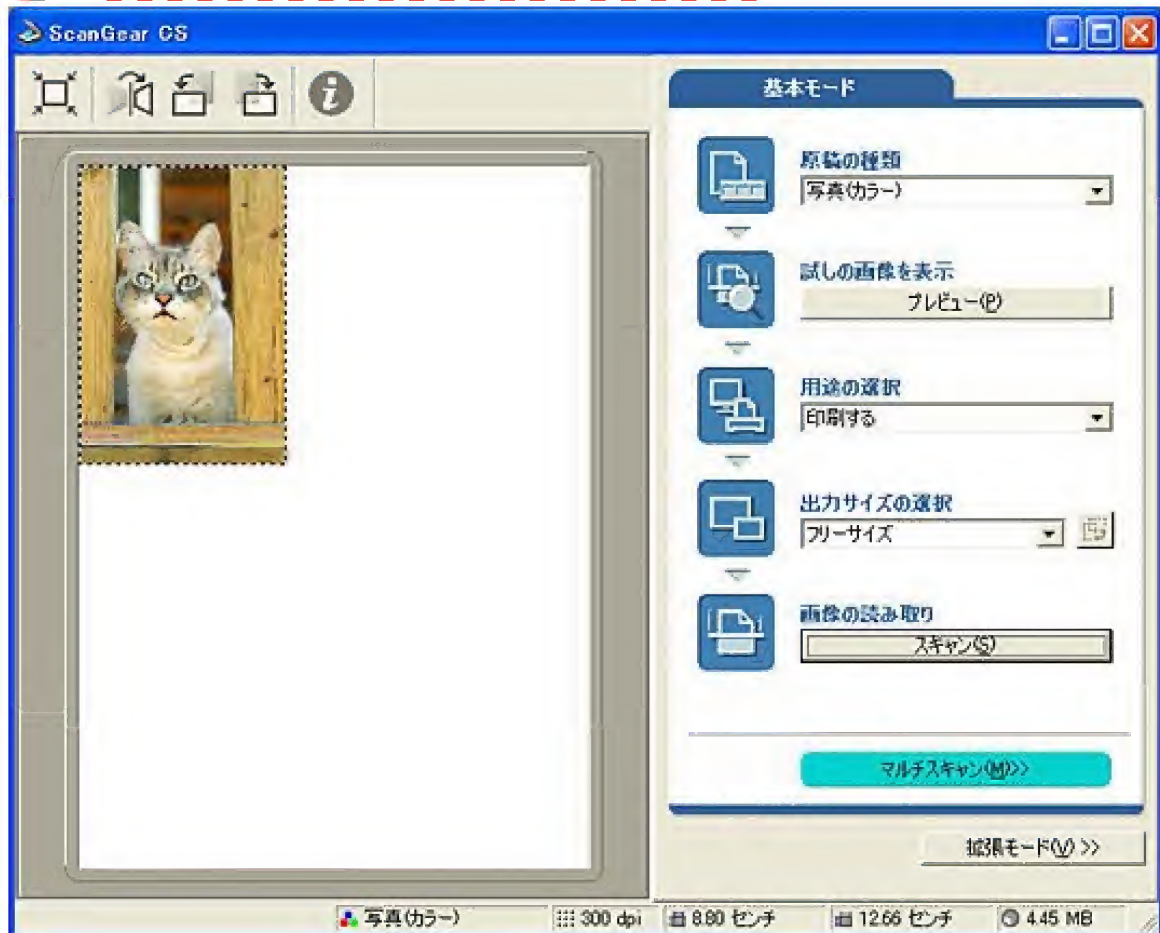 ScanGear CS
基本モード
原稿の種類
写真(カラー)
試しの画像を表示
プレビュー(P)
用途の選択
印刷する
出力サイズの選択
フリーサイズ
画像の読み取り
スキャン(S)
マルチスキャン(M)>>
拡張モード(V) >>
写真(カラー) 300 dpi 8.80 センチ 12.66 センチ 4.45 MB